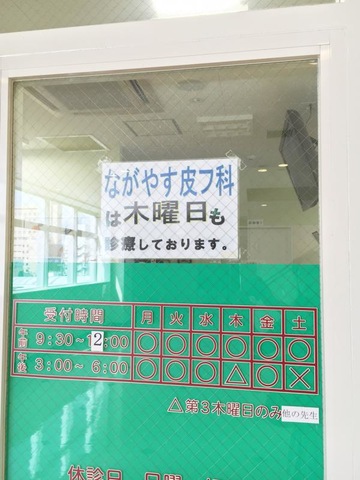 ながやす皮フ科
は木曜日も
診療しております。
受付時間 月 火 水 木 金 土
午前 9:30~12:00 ○ ○ ○ ○ ○ ○
午後 3:00~6:00 ○ ○ ○ △ ○ ×
△第3木曜日のみ他の先生
休診日 日曜